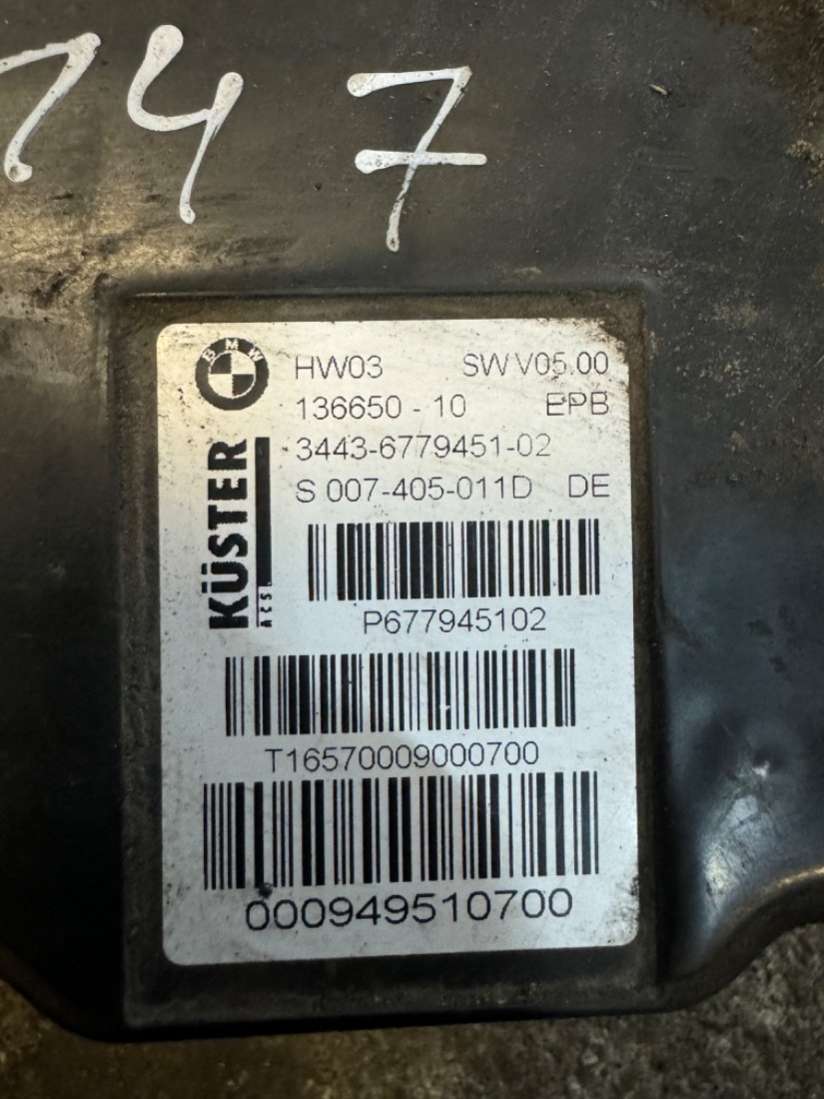 147
BMW
HW03 SW V05.00
136650 - 10 EPB
3443-6779451-02
S 007-405-011D DE
KÜSTER
ACS
P677945102
T16570009000700
000949510700